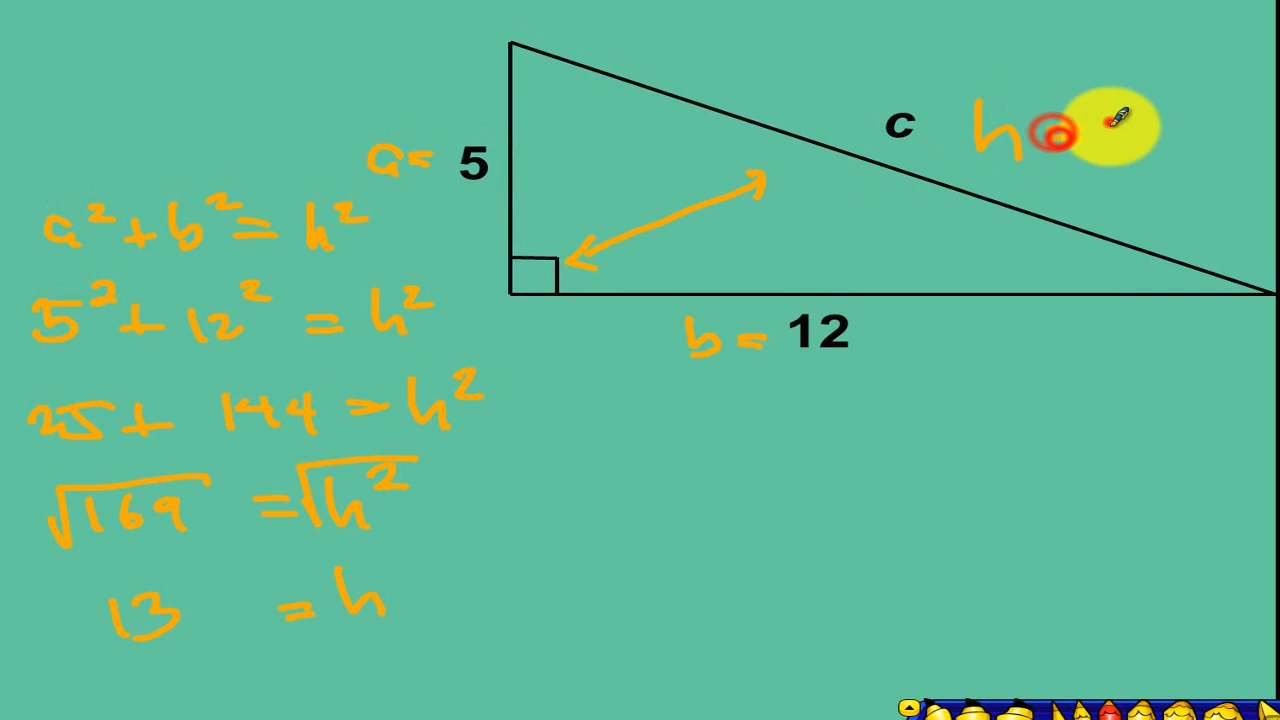 c h
a = 5
a² + b² = h²
5² + 12² = h²
b = 12
25 + 144 = h²
√169 = √h²
13 = h